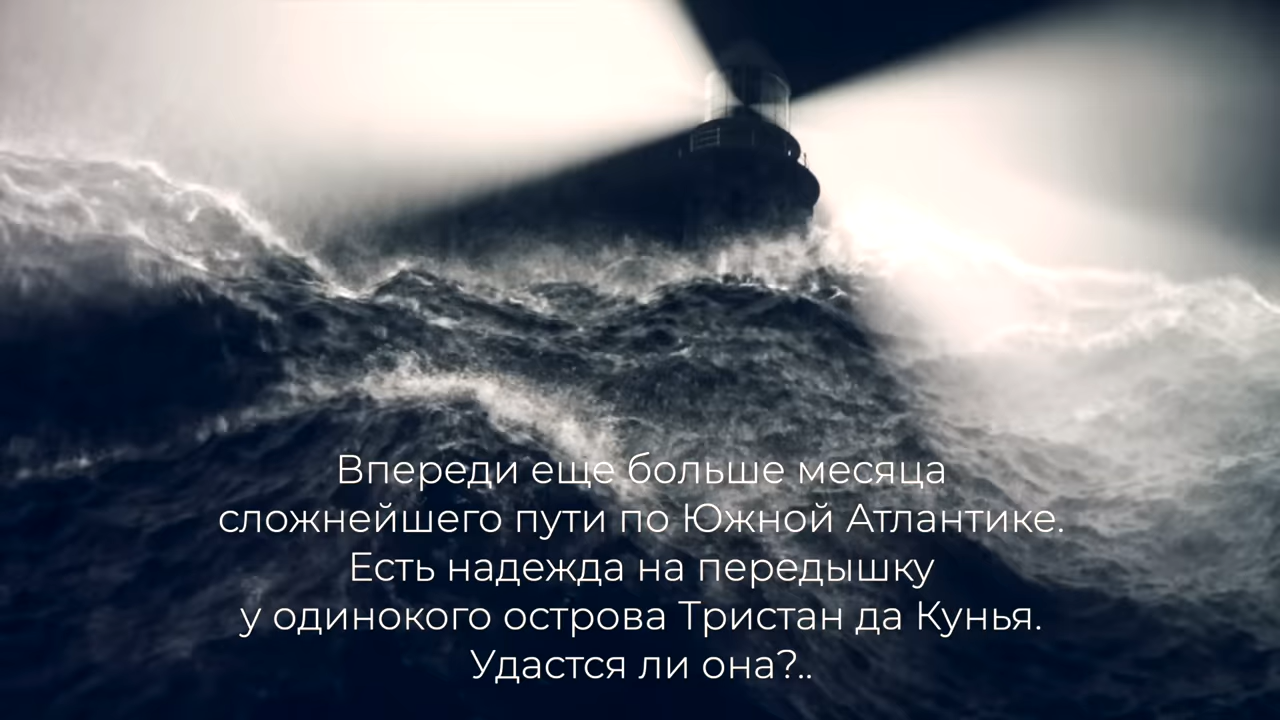 Впереди еще больше месяца
сложнейшего пути по Южной Атлантике.
Есть надежда на передышку
у одинокого острова Тристан да Кунья.
Удастся ли она?..